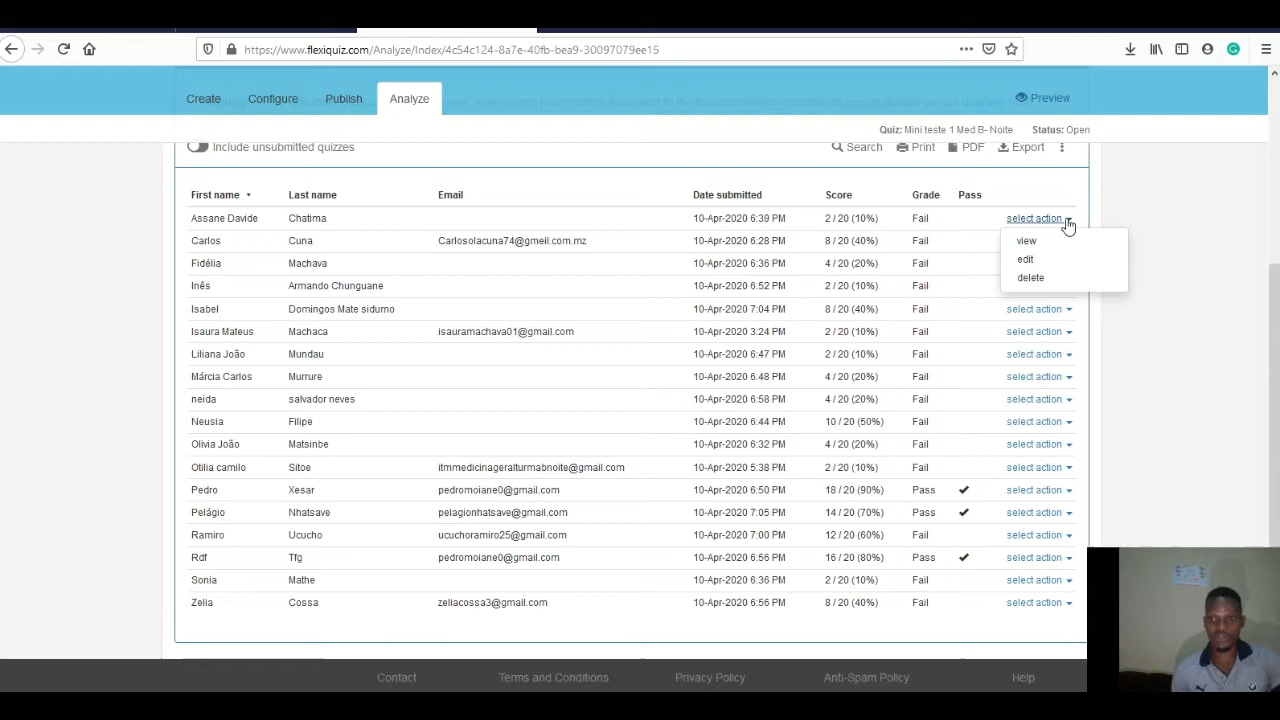 https://www.flexiquiz.com/Analyze/Index/4c54c124-8a7e-40fb-bea9-30097079ee15
Create Configure Publish Analyze Preview
Quiz: Mini teste 1 Med B- Noite Status: Open
Include unsubmitted quizzes Search Print PDF Export
First name Last name Email Date submitted Score Grade Pass
Assane Davide Chatima 10-Apr-2020 6:39 PM 2 / 20 (10%) Fail select action
Carlos Cuna Carlosolacuna74@gmeil.com.mz 10-Apr-2020 6:28 PM 8 / 20 (40%) Fail view
Fidélia Machava 10-Apr-2020 6:36 PM 4 / 20 (20%) Fail edit
Inês Armando Chunguane 10-Apr-2020 6:52 PM 2 / 20 (10%) Fail delete
Isabel Domingos Mate sidumo 10-Apr-2020 7:04 PM 8 / 20 (40%) Fail select action
Isaura Mateus Machaca isauramachava01@gmail.com 10-Apr-2020 3:24 PM 2 / 20 (10%) Fail select action
Liliana João Mundau 10-Apr-2020 6:47 PM 2 / 20 (10%) Fail select action
Márcia Carlos Murrure 10-Apr-2020 6:48 PM 4 / 20 (20%) Fail select action
neida salvador neves 10-Apr-2020 6:58 PM 4 / 20 (20%) Fail select action
Neusia Filipe 10-Apr-2020 6:44 PM 10 / 20 (50%) Fail select action
Olivia João Matsinbe 10-Apr-2020 6:32 PM 4 / 20 (20%) Fail select action
Otilia camilo Sitoe itmmedicinageralturmabnoite@gmail.com 10-Apr-2020 5:38 PM 2 / 20 (10%) Fail select action
Pedro Xesar pedromoiane0@gmail.com 10-Apr-2020 6:50 PM 18 / 20 (90%) Pass select action
Pelágio Nhatsave pelagionhatsave@gmail.com 10-Apr-2020 7:05 PM 14 / 20 (70%) Pass select action
Ramiro Ucucho ucuchoramiro25@gmail.com 10-Apr-2020 7:00 PM 12 / 20 (60%) Fail select action
Rdf Tfg pedromoiane0@gmail.com 10-Apr-2020 6:56 PM 16 / 20 (80%) Pass select action
Sonia Mathe 10-Apr-2020 6:36 PM 2 / 20 (10%) Fail select action
Zelia Cossa zeliacossa3@gmail.com 10-Apr-2020 6:56 PM 8 / 20 (40%) Fail select action
Contact Terms and Conditions Privacy Policy Anti-Spam Policy Help